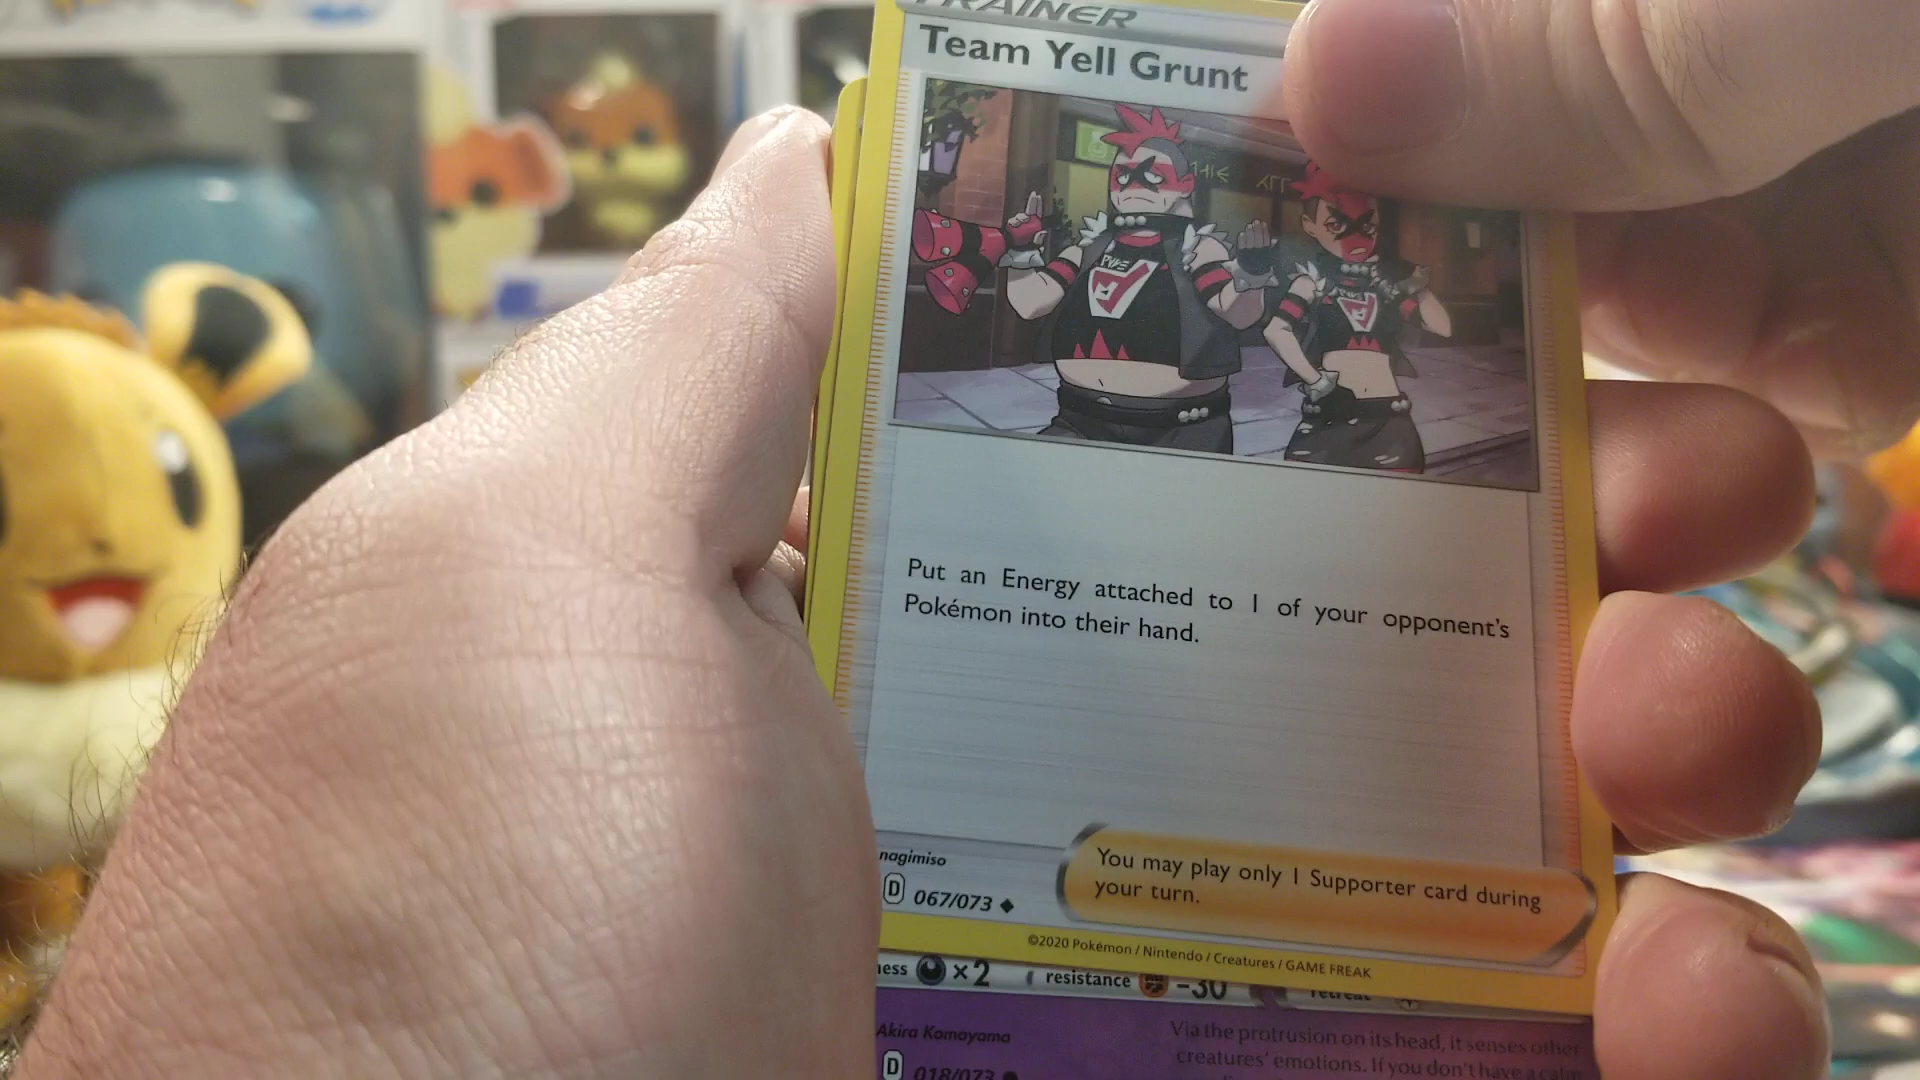 TRAINER
Team Yell Grunt
Put an Energy attached to 1 of your opponent's
Pokémon into their hand.
nagimiso
D 067/073
You may play only 1 Supporter card during
your turn.
©2020 Pokémon / Nintendo / Creatures / GAME FREAK
ness ×2 resistance -30 retreat
Akira Komayama
D 018/073
Via the protrusion on its head, it senses other
creatures' emotions. If you don't have a calm